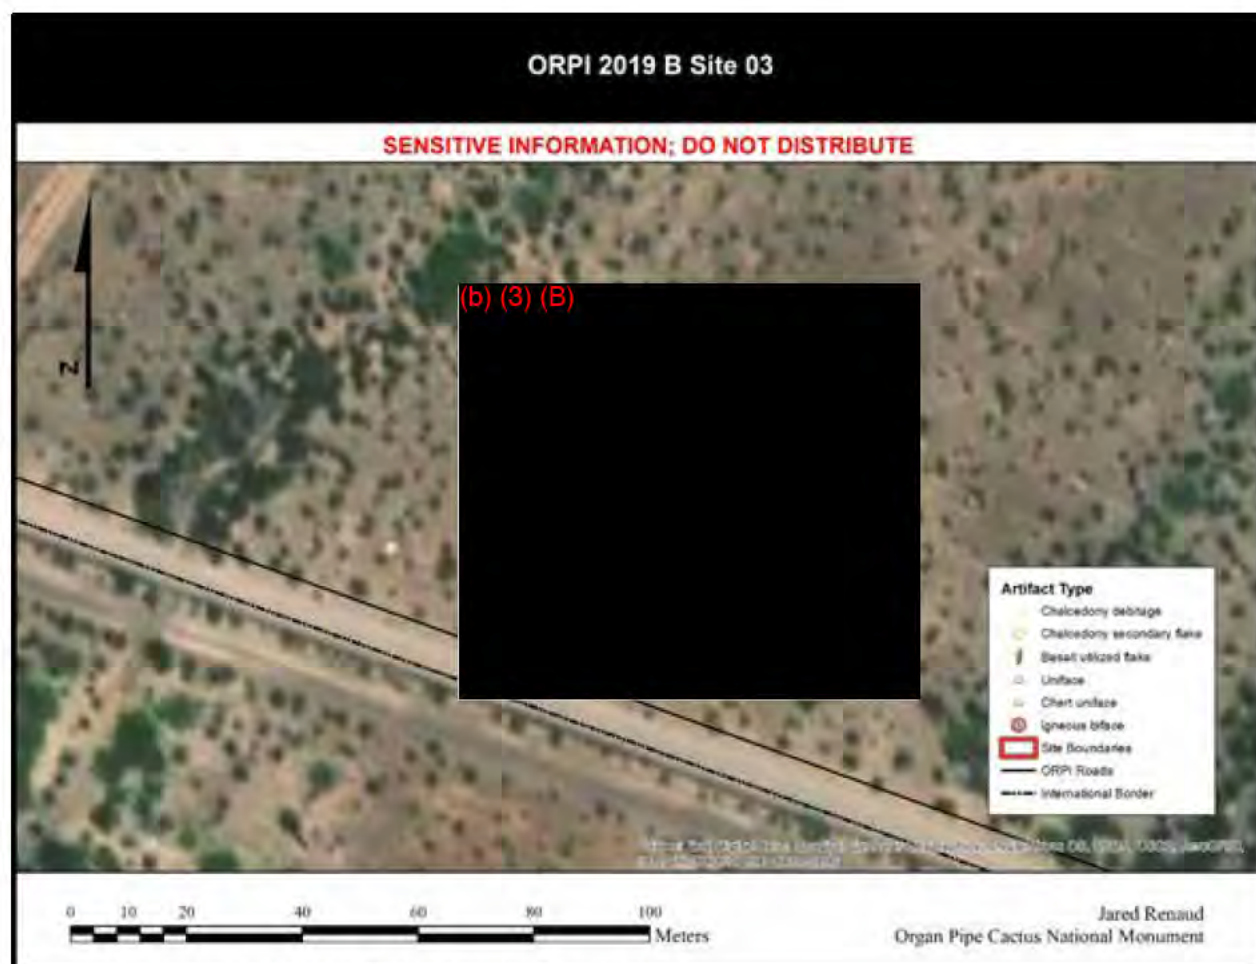 ORPI 2019 B Site 03
SENSITIVE INFORMATION; DO NOT DISTRIBUTE
N
(b) (3) (B)
Artifact Type
Chalcedony debitage
Chalcedony secondary flake
Basalt utilized flake
Uniface
Chert uniface
Igneous biface
Site Boundaries
ORPI Roads
International Border
0 10 20 40 60 80 100
Meters
Jared Renaud
Organ Pipe Cactus National Monument